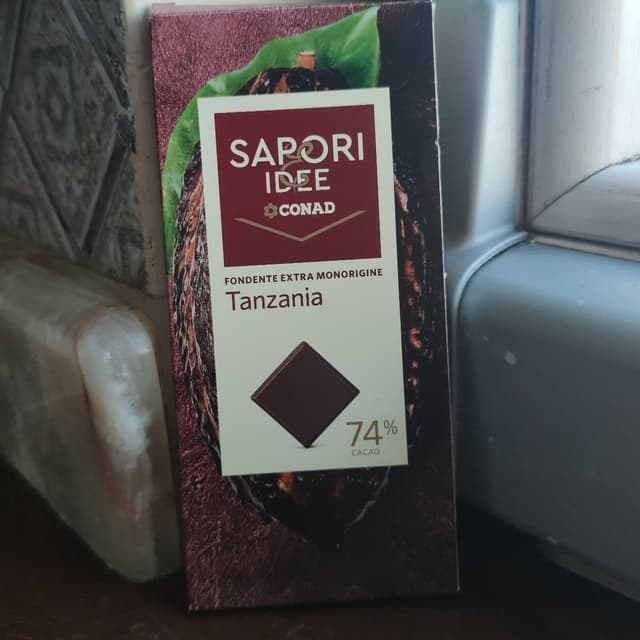 SAPORI
&
IDEE
CONAD
FONDENTE EXTRA MONORIGINE
Tanzania
74%
CACAO